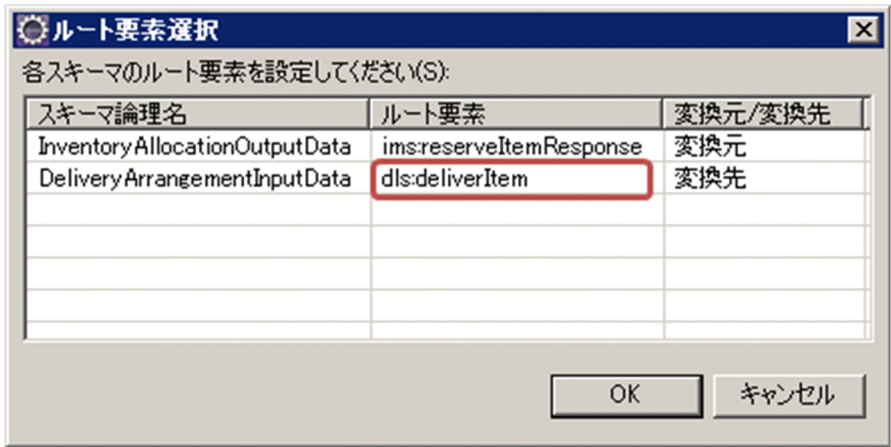 ルート要素選択
各スキーマのルート要素を設定してください(S):
スキーマ論理名 ルート要素 変換元/変換先
InventoryAllocationOutputData ims:reserveItemResponse 変換元
DeliveryArrangementInputData dls:deliverItem 変換先
OK キャンセル